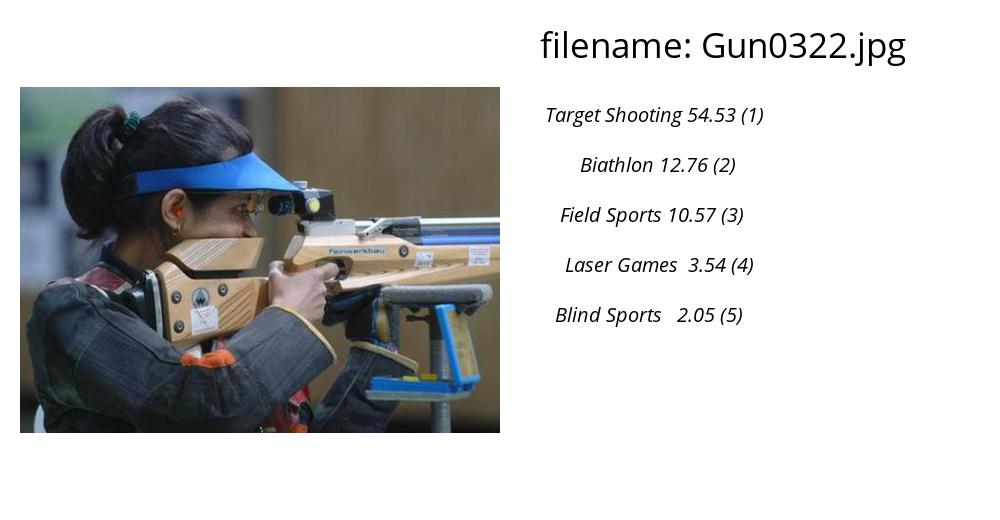 filename: Gun0322.jpg
Target Shooting 54.53 (1)
Biathlon 12.76 (2)
Field Sports 10.57 (3)
Laser Games 3.54 (4)
Blind Sports 2.05 (5)
Feinwerkbau